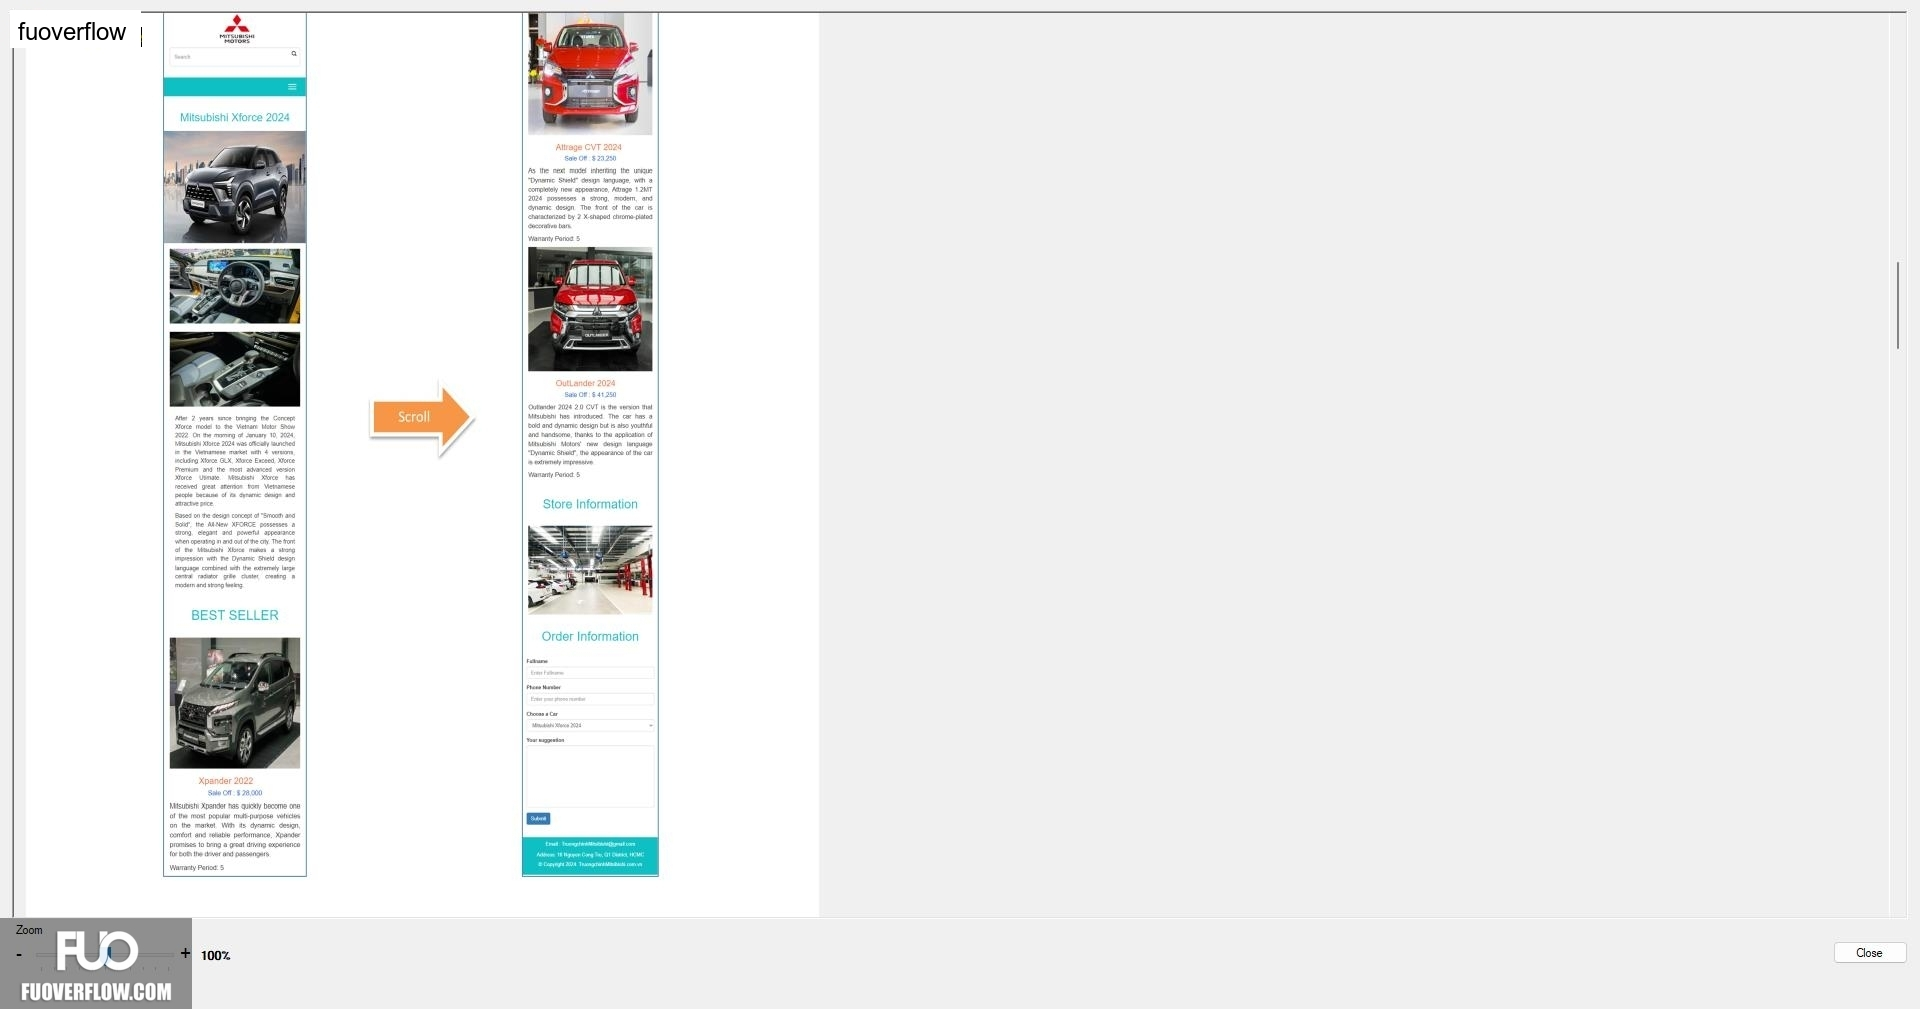 fuoverflow
MITSUBISHI
MOTORS
Search
Mitsubishi Xforce 2024
After 2 years since bringing the Concept
Xforce model to the Vietnam Motor Show
2022. On the morning of January 10, 2024,
Mitsubishi Xforce 2024 was officially launched
in the Vietnamese market with 4 versions,
including Xforce GLX, Xforce Exceed, Xforce
Premium and the most advanced version
Xforce Utimate. Mitsubishi Xforce has
received great attention from Vietnamese
people because of its dynamic design and
attractive price.
Based on the design concept of "Smooth and
Solid", the All-New XFORCE possesses a
strong, elegant and powerful appearance
when operating in and out of the city. The front
of the Mitsubishi Xforce makes a strong
impression with the Dynamic Shield design
language combined with the extremely large
central radiator grille cluster, creating a
modern and strong feeling.
BEST SELLER
Xpander 2022
Sale Off : $ 28,000
Mitsubishi Xpander has quickly become one
of the most popular multi-purpose vehicles
on the market. With its dynamic design,
comfort and reliable performance, Xpander
promises to bring a great driving experience
for both the driver and passengers.
Warranty Period: 5
Scroll
Attrage CVT 2024
Sale Off : $ 23,250
As the next model inheriting the unique
"Dynamic Shield" design language, with a
completely new appearance, Attrage 1.2MT
2024 possesses a strong, modern, and
dynamic design. The front of the car is
characterized by 2 X-shaped chrome-plated
decorative bars.
Warranty Period: 5
OUTLANDER
OutLander 2024
Sale Off : $ 41,250
Outlander 2024 2.0 CVT is the version that
Mitsubishi has introduced. The car has a
bold and dynamic design but is also youthful
and handsome, thanks to the application of
Mitsubishi Motors' new design language
"Dynamic Shield", the appearance of the car
is extremely impressive.
Warranty Period: 5
Store Information
Order Information
Fullname
Enter Fullname
Phone Number
Enter your phone number
Choose a Car
Mitsubishi Xforce 2024
Your suggestion
Submit
Email : TruongchinhMitsibishi@gmail.com
Address: 18 Nguyen Cong Tru, Q1 District, HCMC
© Copyright 2024. TruongchinhMitsibishi.com.vn
Zoom
- + 100%
FUO
FUOVERFLOW.COM
Close